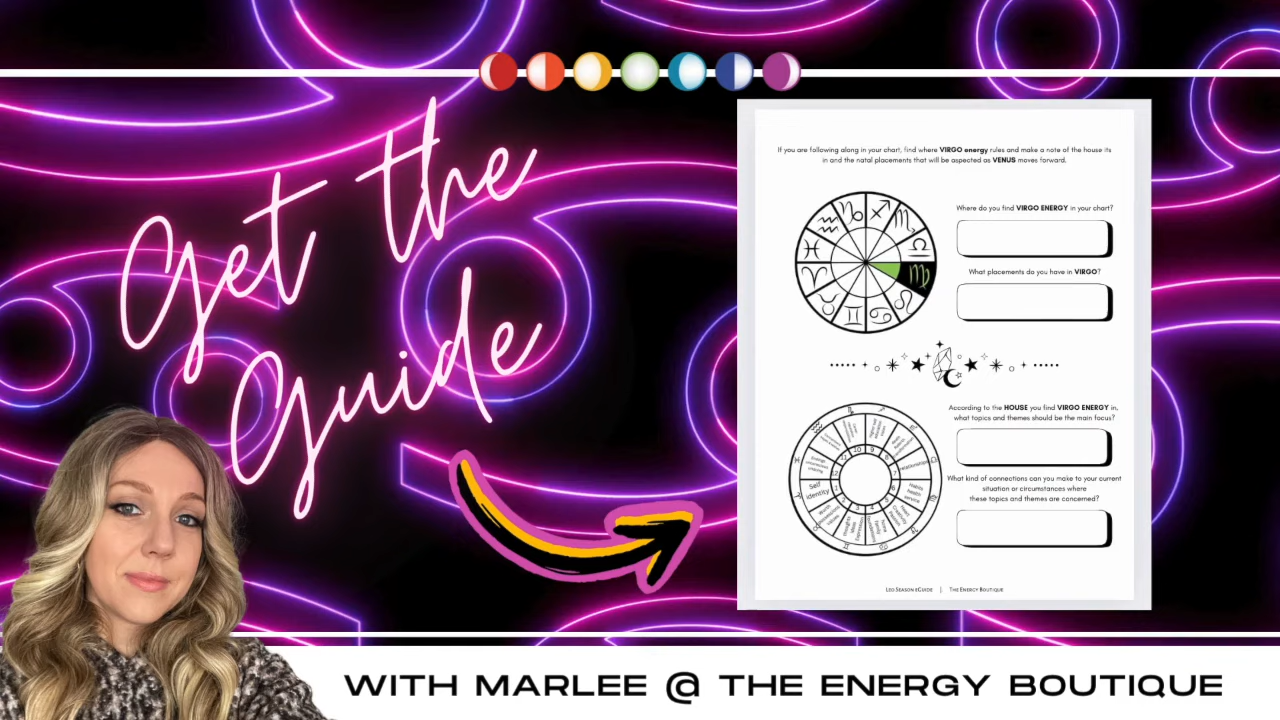 Get the
Guide
If you are following along in your chart, find where VIRGO energy rules and make a note of the house its
in and the natal placements that will be aspected as VENUS moves forward.
Where do you find VIRGO ENERGY in your chart?
What placements do you have in VIRGO?
According to the HOUSE you find VIRGO ENERGY in,
what topics and themes should be the main focus?
Self
identity
relationships
Habits
health
service
What kind of connections can you make to your current
situation or circumstances where
these topics and themes are concerned?
Leo Season eGuide | The Energy Boutique
WITH MARLEE @ THE ENERGY BOUTIQUE